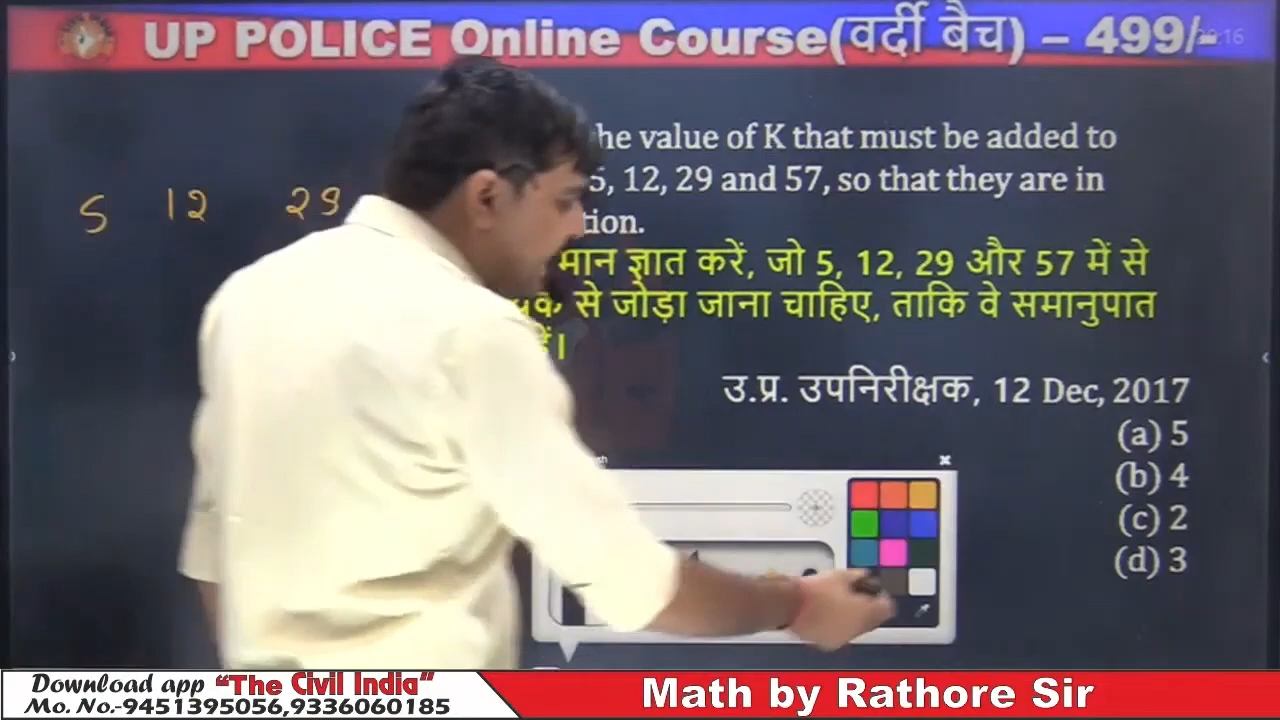 UP POLICE Online Course(वर्दी बैच) – 499/-
he value of K that must be added to
5, 12, 29 and 57, so that they are in
tion.
5 12 29
मान ज्ञात करें, जो 5, 12, 29 और 57 में से
से जोड़ा जाना चाहिए, ताकि वे समानुपात
उ.प्र. उपनिरीक्षक, 12 Dec, 2017
(a) 5
(b) 4
(c) 2
(d) 3
Download app “The Civil India”
Mo. No.-9451395056,9336060185
Math by Rathore Sir